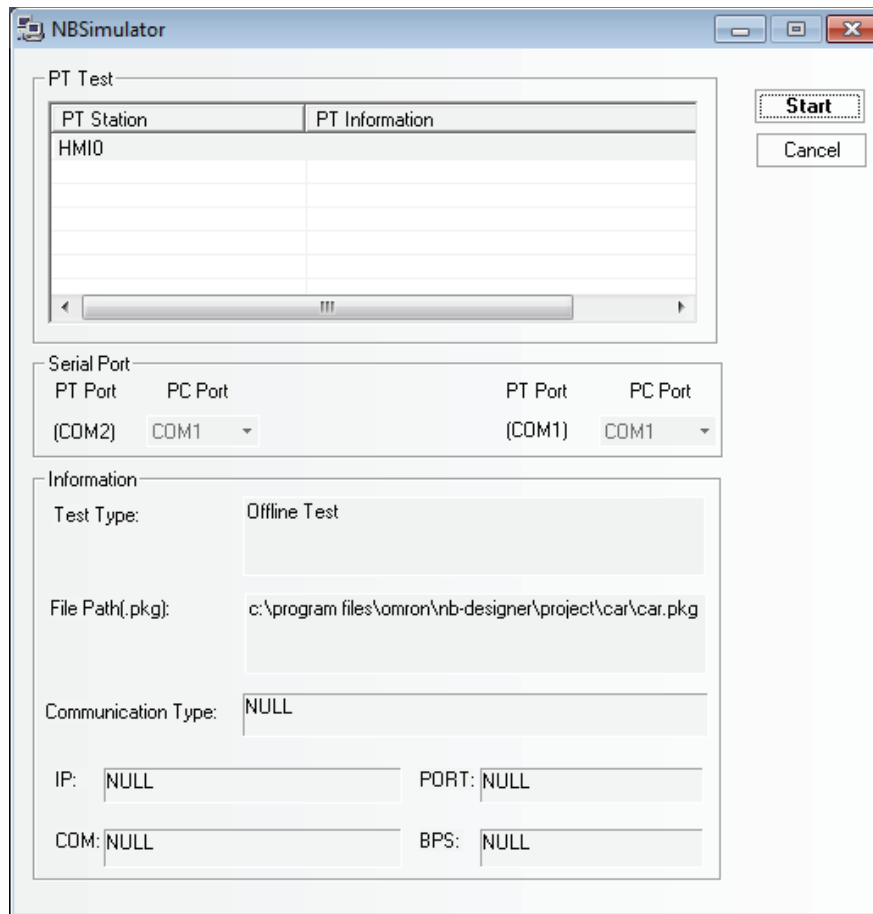 NBSimulator
PT Test
PT Station PT Information
HMI0
Start
Cancel
Serial Port
PT Port PC Port PT Port PC Port
(COM2) COM1 (COM1) COM1
Information
Test Type: Offline Test
File Path(.pkg): c:\program files\omron\nb-designer\project\car\car.pkg
Communication Type: NULL
IP: NULL PORT: NULL
COM: NULL BPS: NULL